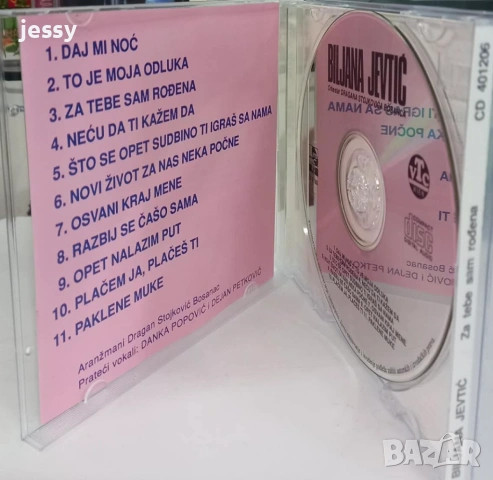 jessy
1. DAJ MI NOĆ
2. TO JE MOJA ODLUKA
3. ZA TEBE SAM ROĐENA
4. NEĆU DA TI KAŽEM DA
5. ŠTO SE OPET SUDBINO TI IGRAŠ SA NAMA
6. NOVI ŽIVOT ZA NAS NEKA POČNE
7. OSVANI KRAJ MENE
8. RAZBIJ SE ČAŠO SAMA
9. OPET NALAZIM PUT
10. PLAČEM JA, PLAČEŠ TI
11. PAKLENE MUKE
Aranžmani Dragan Stojković Bosanac
Prateći vokali: DANKA POPOVIĆ i DEJAN PETKOVIĆ
BILJANA JEVTIĆ
VTC
BILJANA JEVTIĆ Za tebe sam rođena CD 401206
BAZAR
bg